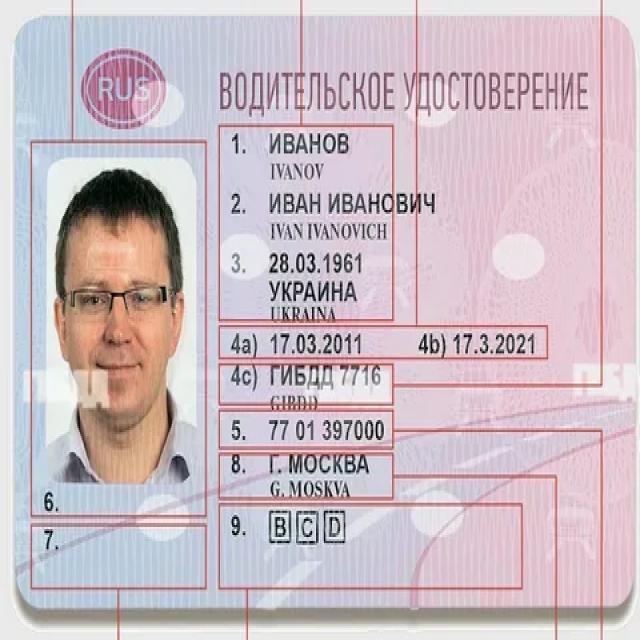 RUS
ВОДИТЕЛЬСКОЕ УДОСТОВЕРЕНИЕ
1. ИВАНОВ
IVANOV
2. ИВАН ИВАНОВИЧ
IVAN IVANOVICH
3. 28.03.1961
УКРАИНА
UKRAINA
4a) 17.03.2011 4b) 17.3.2021
4c) ГИБДД 7716
GIBDD
5. 77 01 397000
8. Г. МОСКВА
G. MOSKVA
6.
7.
9. B C D
ГИБДД
ГИБДД